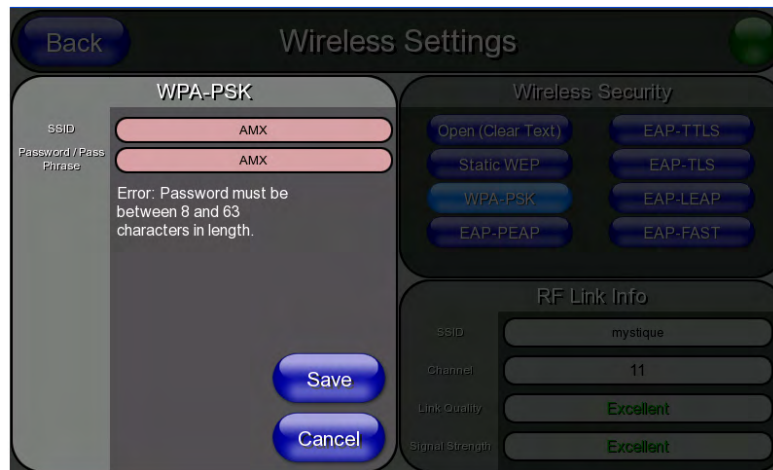 Back
Wireless Settings
WPA-PSK
SSID
AMX
Password / Pass
Phrase
AMX
Error: Password must be
between 8 and 63
characters in length.
Save
Cancel
Wireless Security
Open (Clear Text)
EAP-TTLS
Static WEP
EAP-TLS
WPA-PSK
EAP-LEAP
EAP-PEAP
EAP-FAST
RF Link Info
SSID
mystique
Channel
11
Link Quality
Excellent
Signal Strength
Excellent